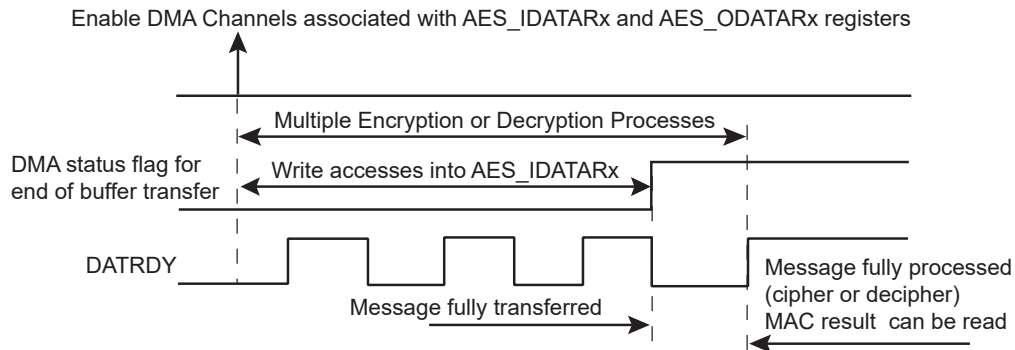 Enable DMA Channels associated with AES_IDATARx and AES_ODATARx registers
Multiple Encryption or Decryption Processes
DMA status flag for
end of buffer transfer
Write accesses into AES_IDATARx
DATRDY
Message fully transferred
Message fully processed
(cipher or decipher)
MAC result can be read